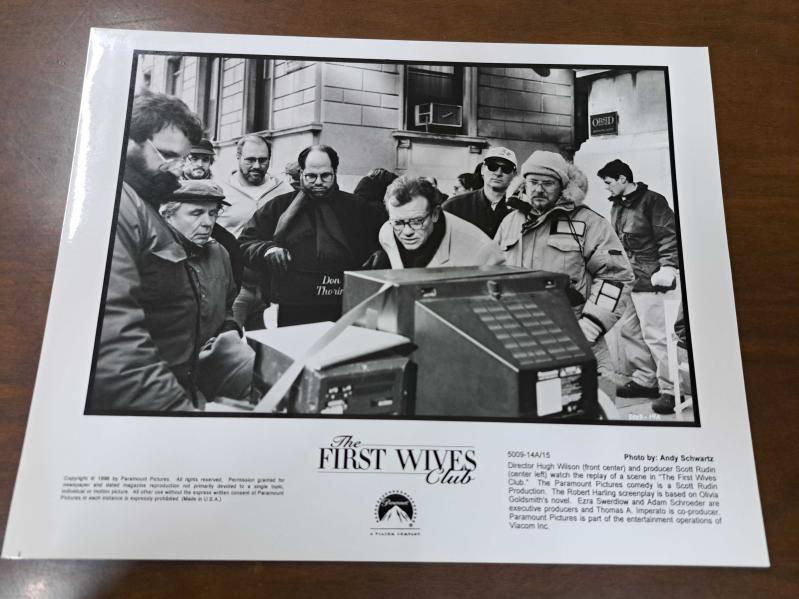 OBSD
Don
Thorin
5009-14A
The
FIRST WIVES
Club
A VIACOM COMPANY
Copyright © 1996 by Paramount Pictures. All rights reserved. Permission granted for
newspaper and dated magazine reproduction not primarily devoted to a single topic,
individual or motion picture. All other use without the express written consent of Paramount
Pictures in each instance is expressly prohibited. (Made in U.S.A.)
5009-14A/15
Photo by: Andy Schwartz
Director Hugh Wilson (front center) and producer Scott Rudin
(center left) watch the replay of a scene in "The First Wives
Club." The Paramount Pictures comedy is a Scott Rudin
Production. The Robert Harling screenplay is based on Olivia
Goldsmith's novel. Ezra Swerdlow and Adam Schroeder are
executive producers and Thomas A. Imperato is co-producer.
Paramount Pictures is part of the entertainment operations of
Viacom Inc.